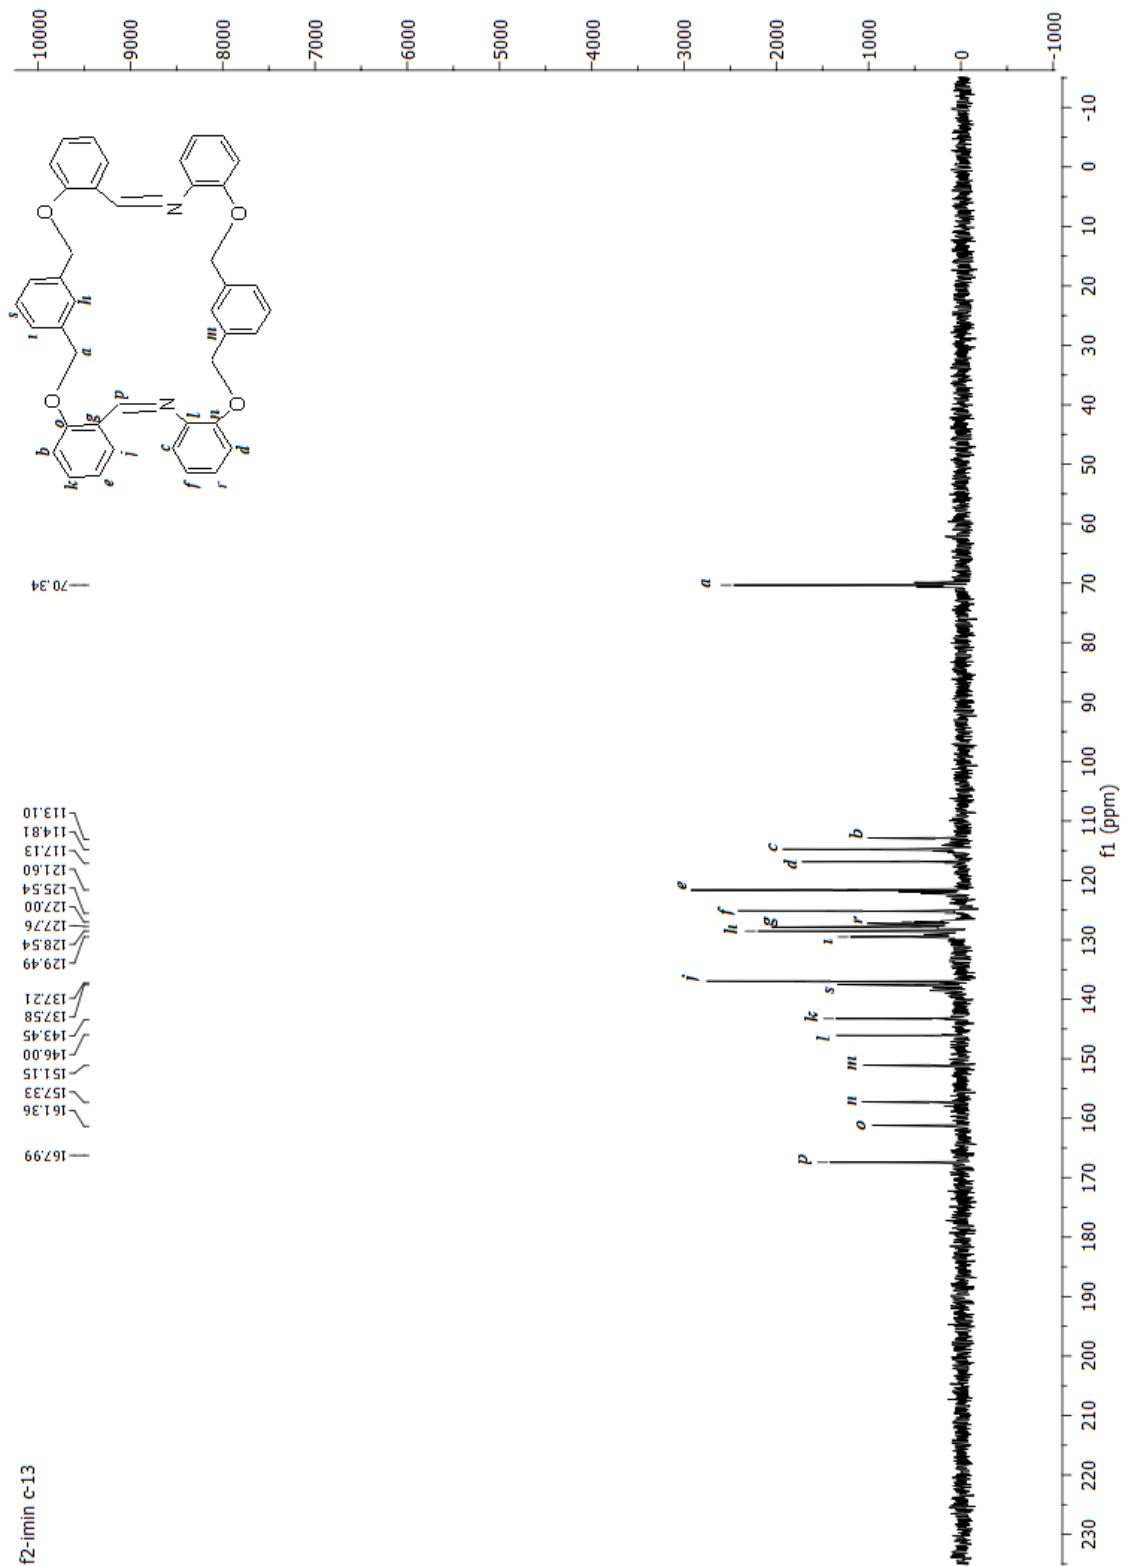 f2-imin c-13
167.99
161.36
157.33
151.15
146.00
143.45
137.58
137.21
129.49
128.54
127.76
127.00
125.54
121.60
117.13
114.81
113.10
70.34
s
ı
h
a
O
O
o
b
k
g
e
j
p
N
N
l
c
f
n
r
d
O
O
m
p
o
n
m
l
k
s
j
ı
h
g
r
f
e
d
c
b
a
10000
9000
8000
7000
6000
5000
4000
3000
2000
1000
0
-1000
230 220 210 200 190 180 170 160 150 140 130 120 110 100 90 80 70 60 50 40 30 20 10 0 -10
f1 (ppm)